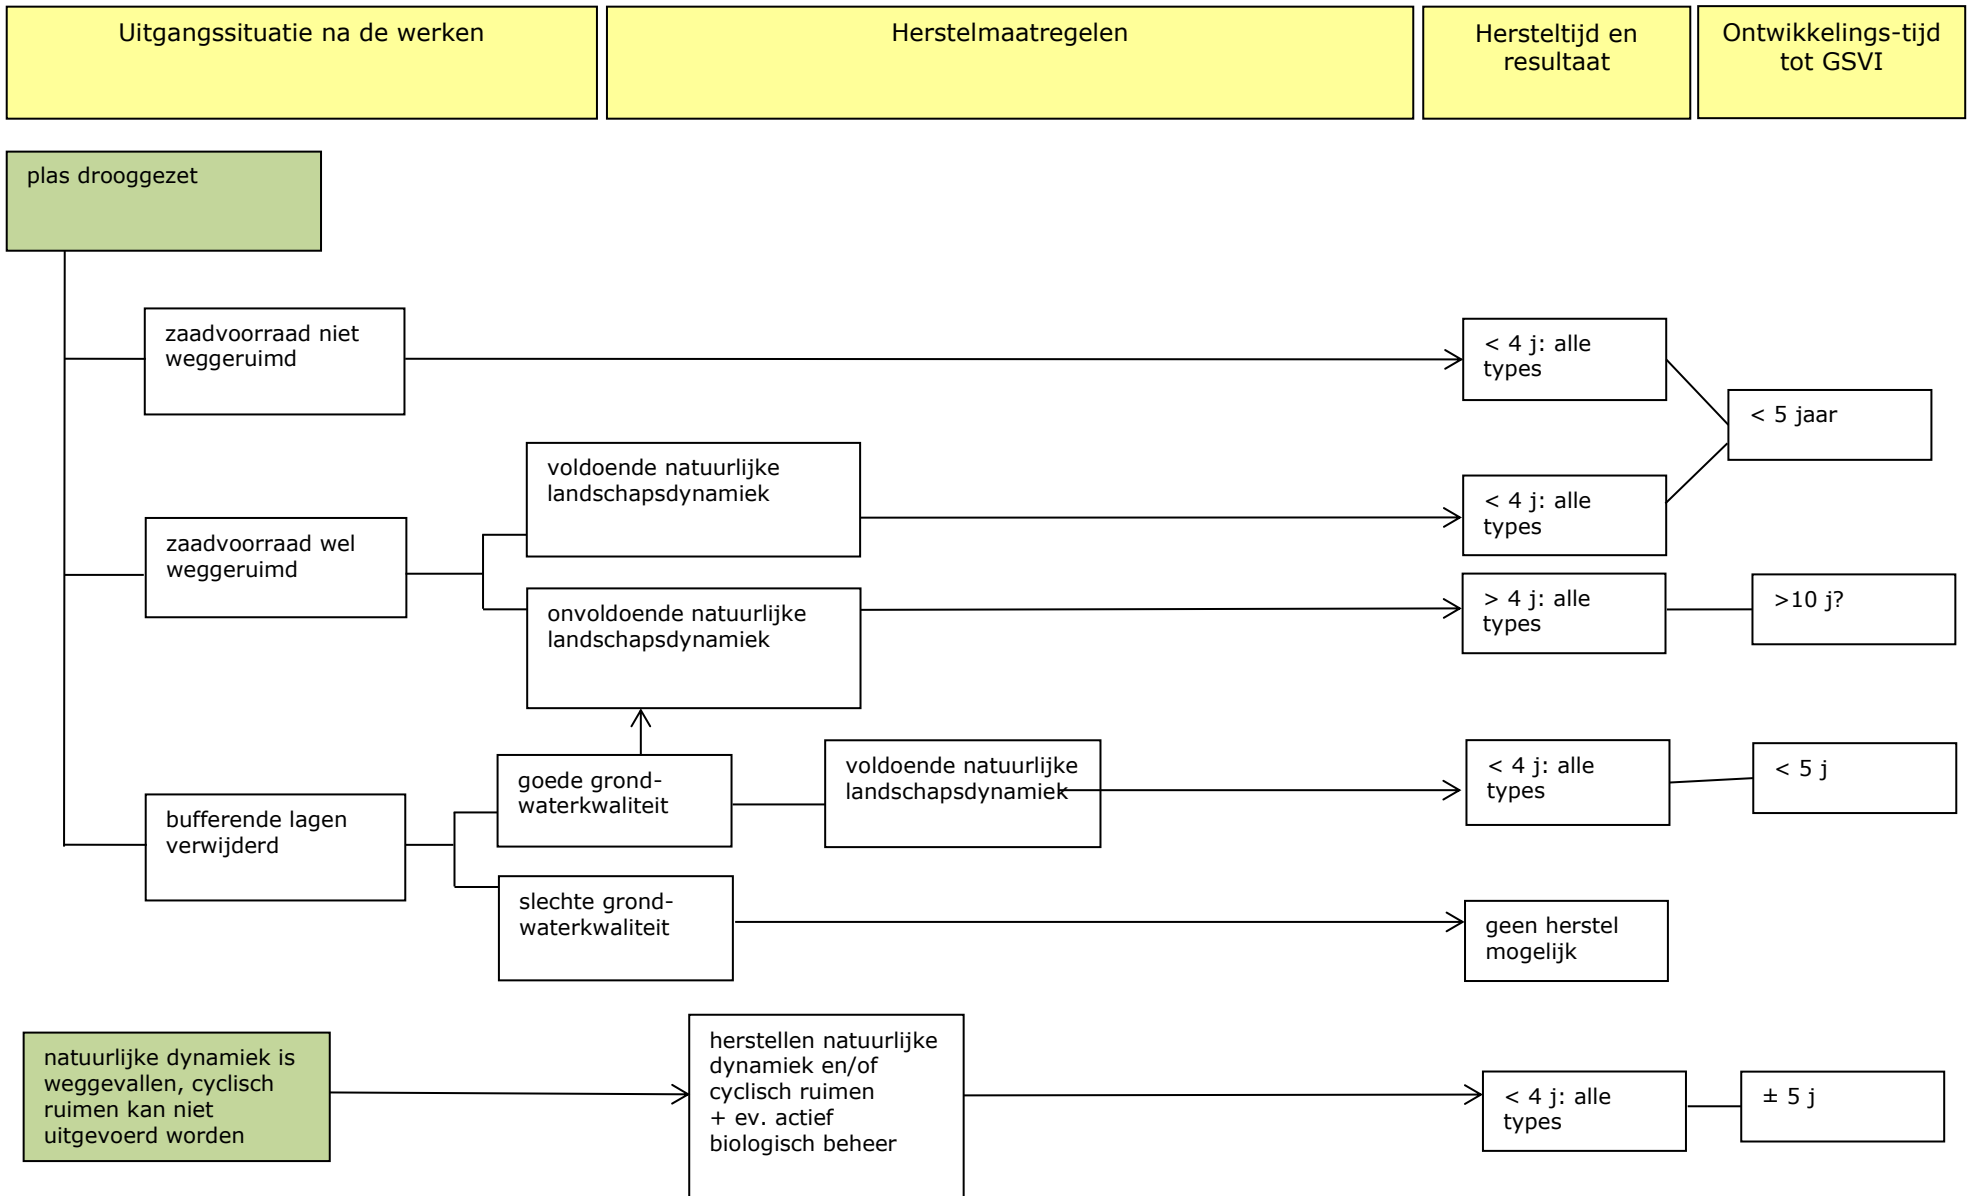 Uitgangssituatie na de werken
Herstelmaatregelen
Hersteltijd en
resultaat
Ontwikkelings-tijd
tot GSVI
plas drooggezet
zaadvoorraad niet
weggeruimd
< 4 j: alle
types
< 5 jaar
voldoende natuurlijke
landschapsdynamiek
< 4 j: alle
types
zaadvoorraad wel
weggeruimd
onvoldoende natuurlijke
landschapsdynamiek
> 4 j: alle
types
>10 j?
goede grond-
waterkwaliteit
voldoende natuurlijke
landschapsdynamiek
< 4 j: alle
types
< 5 j
bufferende lagen
verwijderd
slechte grond-
waterkwaliteit
geen herstel
mogelijk
natuurlijke dynamiek is
weggevallen, cyclisch
ruimen kan niet
uitgevoerd worden
herstellen natuurlijke
dynamiek en/of
cyclisch ruimen
+ ev. actief
biologisch beheer
< 4 j: alle
types
± 5 j